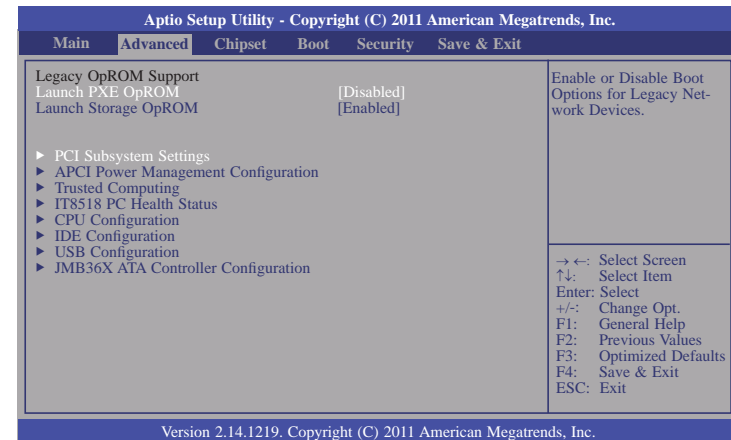 Aptio Setup Utility - Copyright (C) 2011 American Megatrends, Inc.
Main Advanced Chipset Boot Security Save & Exit
Legacy OpROM Support
Launch PXE OpROM [Disabled]
Launch Storage OpROM [Enabled]
▶ PCI Subsystem Settings
▶ APCI Power Management Configuration
▶ Trusted Computing
▶ IT8518 PC Health Status
▶ CPU Configuration
▶ IDE Configuration
▶ USB Configuration
▶ JMB36X ATA Controller Configuration
Enable or Disable Boot
Options for Legacy Net-
work Devices.
→ ←: Select Screen
↑↓: Select Item
Enter: Select
+/-: Change Opt.
F1: General Help
F2: Previous Values
F3: Optimized Defaults
F4: Save & Exit
ESC: Exit
Version 2.14.1219. Copyright (C) 2011 American Megatrends, Inc.